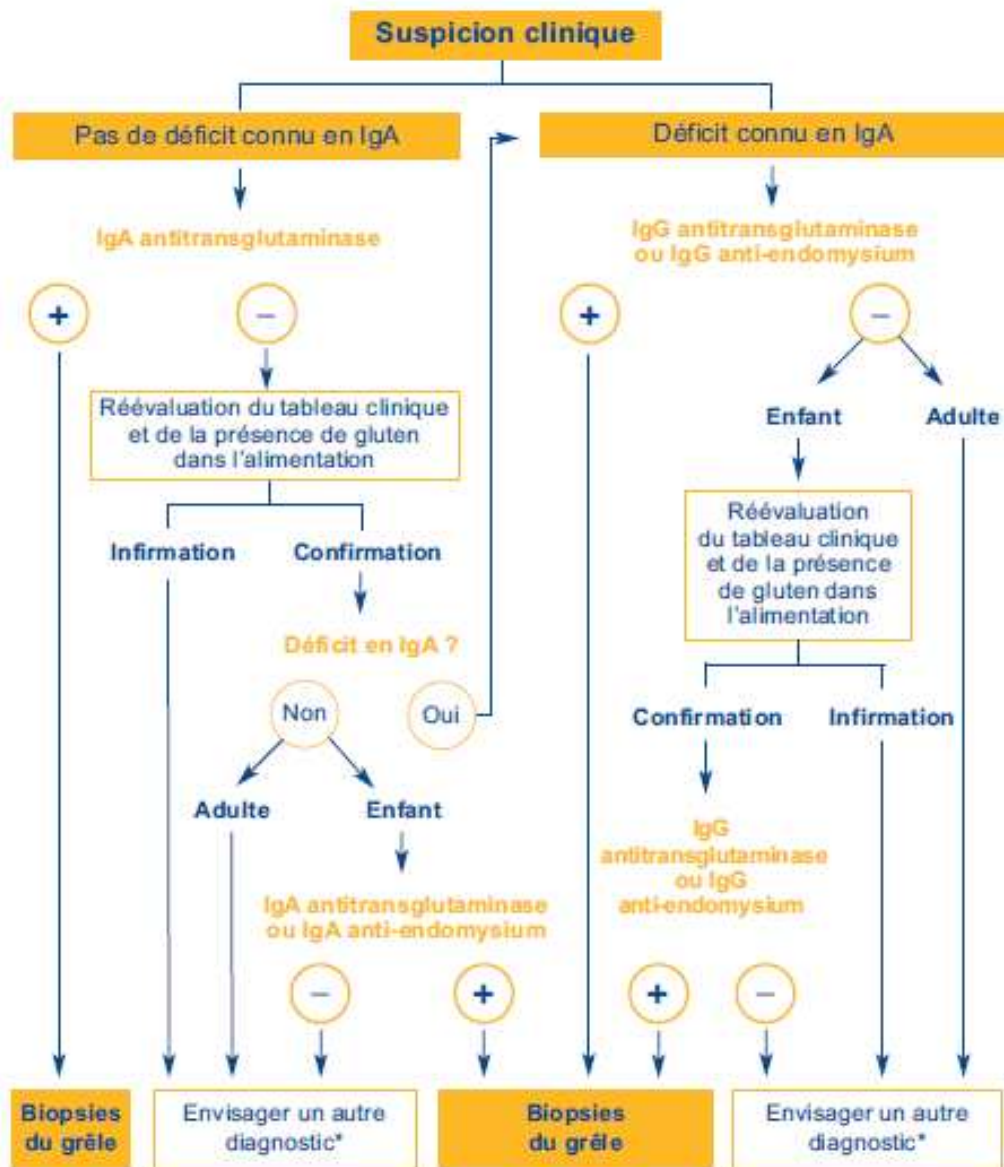 Suspicion clinique
Pas de déficit connu en IgA
Déficit connu en IgA
IgA antitransglutaminase
IgG antitransglutaminase
ou IgG anti-endomysium
+
–
+
–
Réévaluation du tableau clinique
et de la présence de gluten
dans l'alimentation
Enfant
Adulte
Réévaluation
du tableau clinique
et de la présence
de gluten dans
l'alimentation
Infirmation
Confirmation
Déficit en IgA ?
Non
Oui
Confirmation
Infirmation
Adulte
Enfant
IgG
antitransglutaminase
ou IgG
anti-endomysium
IgA antitransglutaminase
ou IgA anti-endomysium
–
+
+
–
Biopsies
du grêle
Envisager un autre
diagnostic*
Biopsies
du grêle
Envisager un autre
diagnostic*